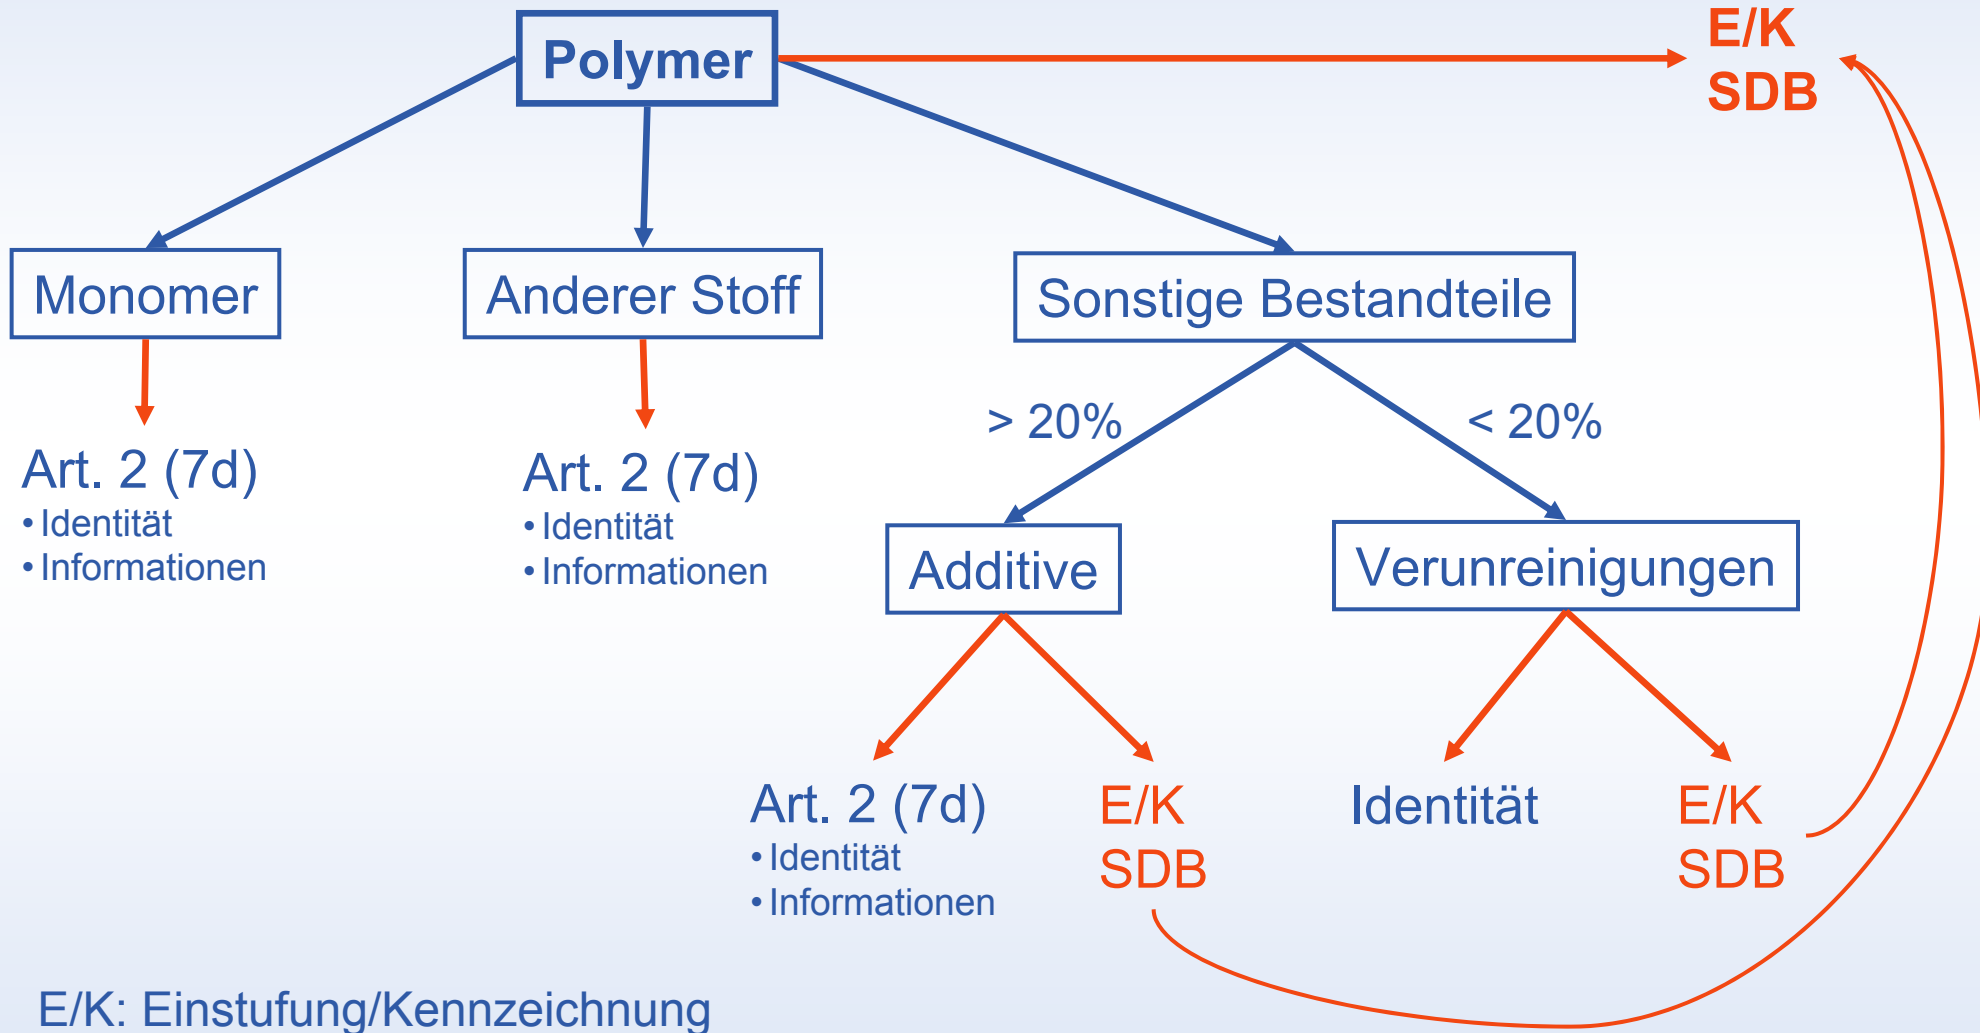 Polymer
E/K
SDB
Monomer
Anderer Stoff
Sonstige Bestandteile
> 20%
< 20%
Art. 2 (7d)
• Identität
• Informationen
Art. 2 (7d)
• Identität
• Informationen
Additive
Verunreinigungen
Art. 2 (7d)
• Identität
• Informationen
E/K
SDB
Identität
E/K
SDB
E/K: Einstufung/Kennzeichnung